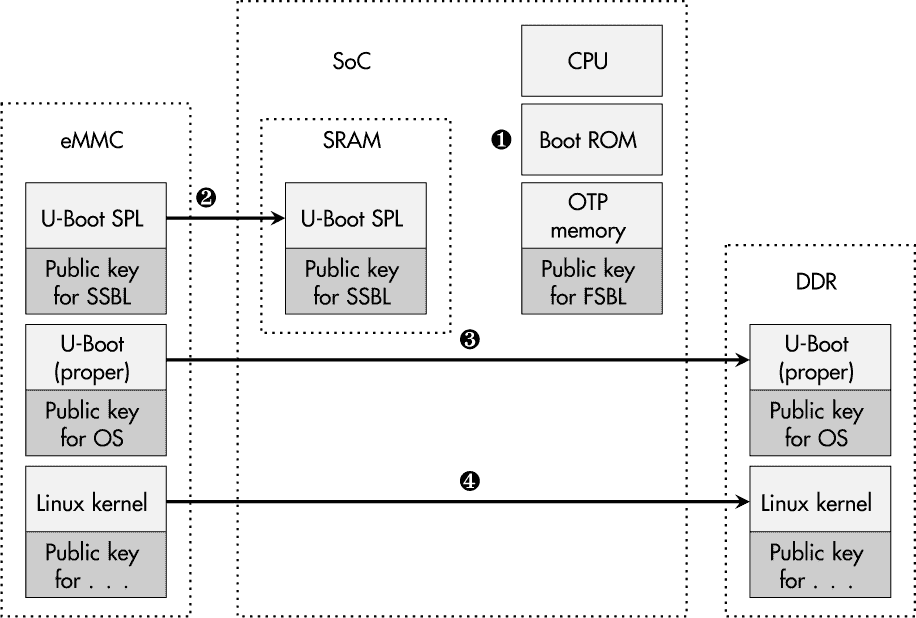 SoC
CPU
❶
Boot ROM
eMMC
SRAM
❷
U-Boot SPL
Public key
for SSBL
U-Boot SPL
Public key
for SSBL
OTP
memory
Public key
for FSBL
DDR
❸
U-Boot
(proper)
Public key
for OS
U-Boot
(proper)
Public key
for OS
❹
Linux kernel
Public key
for . . .
Linux kernel
Public key
for . . .